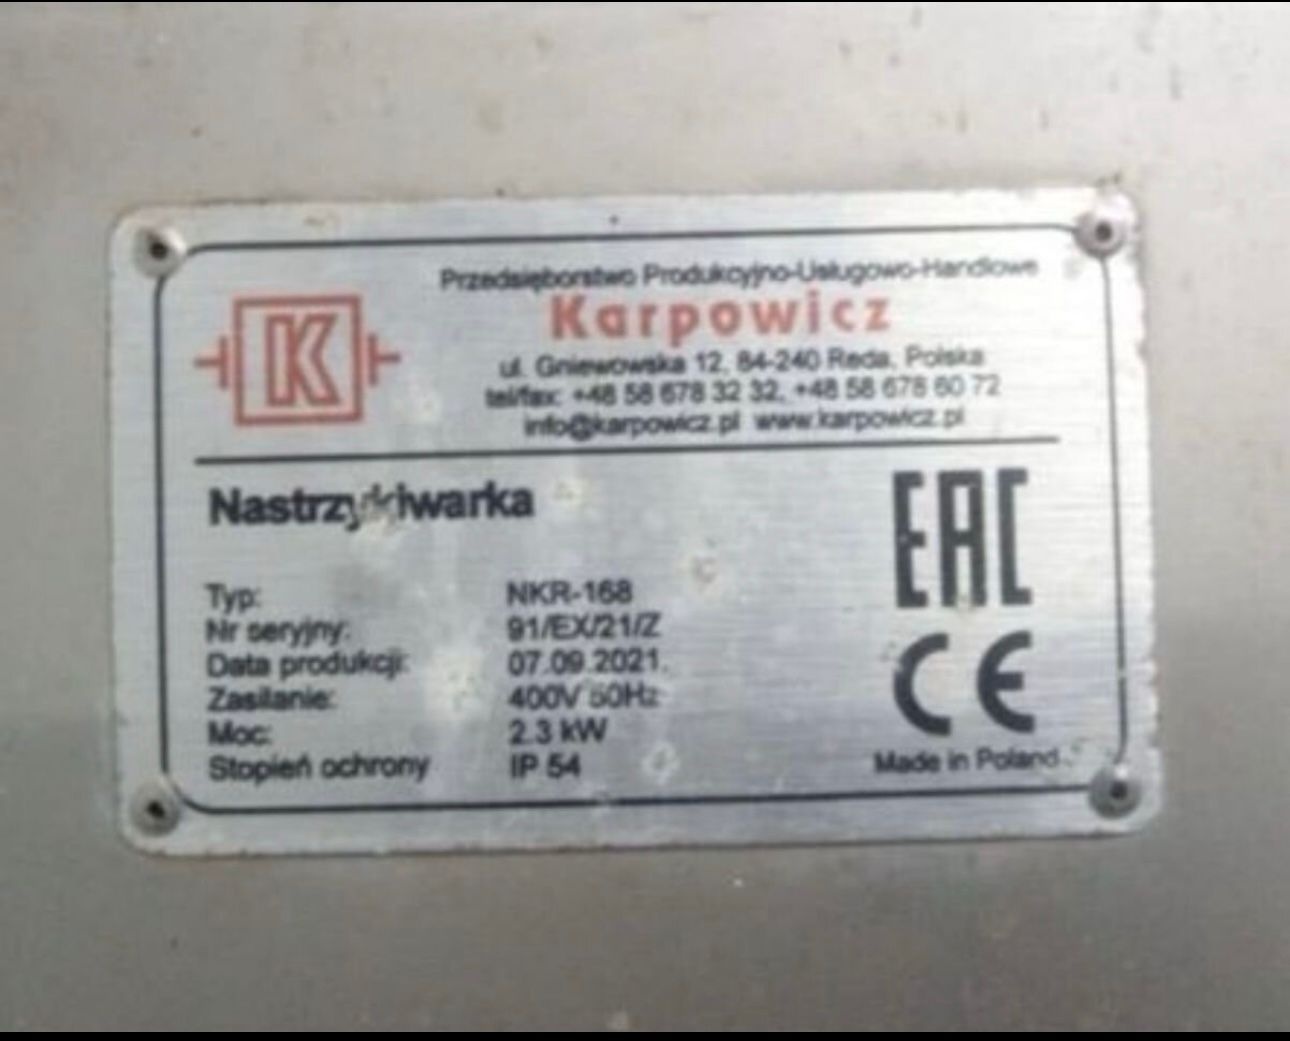 K
Przedsięborstwo Produkcyjno-Usługowo-Handlowe
Karpowicz
ul. Gniewowska 12, 84-240 Reda, Polska
tel/fax: +48 58 678 32 32, +48 58 678 60 72
info@karpowicz.pl www.karpowicz.pl
Nastrzykiwarka
EAC
Typ: NKR-168
Nr seryjny: 91/EX/21/Z
Data produkcji: 07.09.2021.
Zasilanie: 400V 50Hz
Moc: 2.3 kW
Stopień ochrony IP 54
CE
Made in Poland